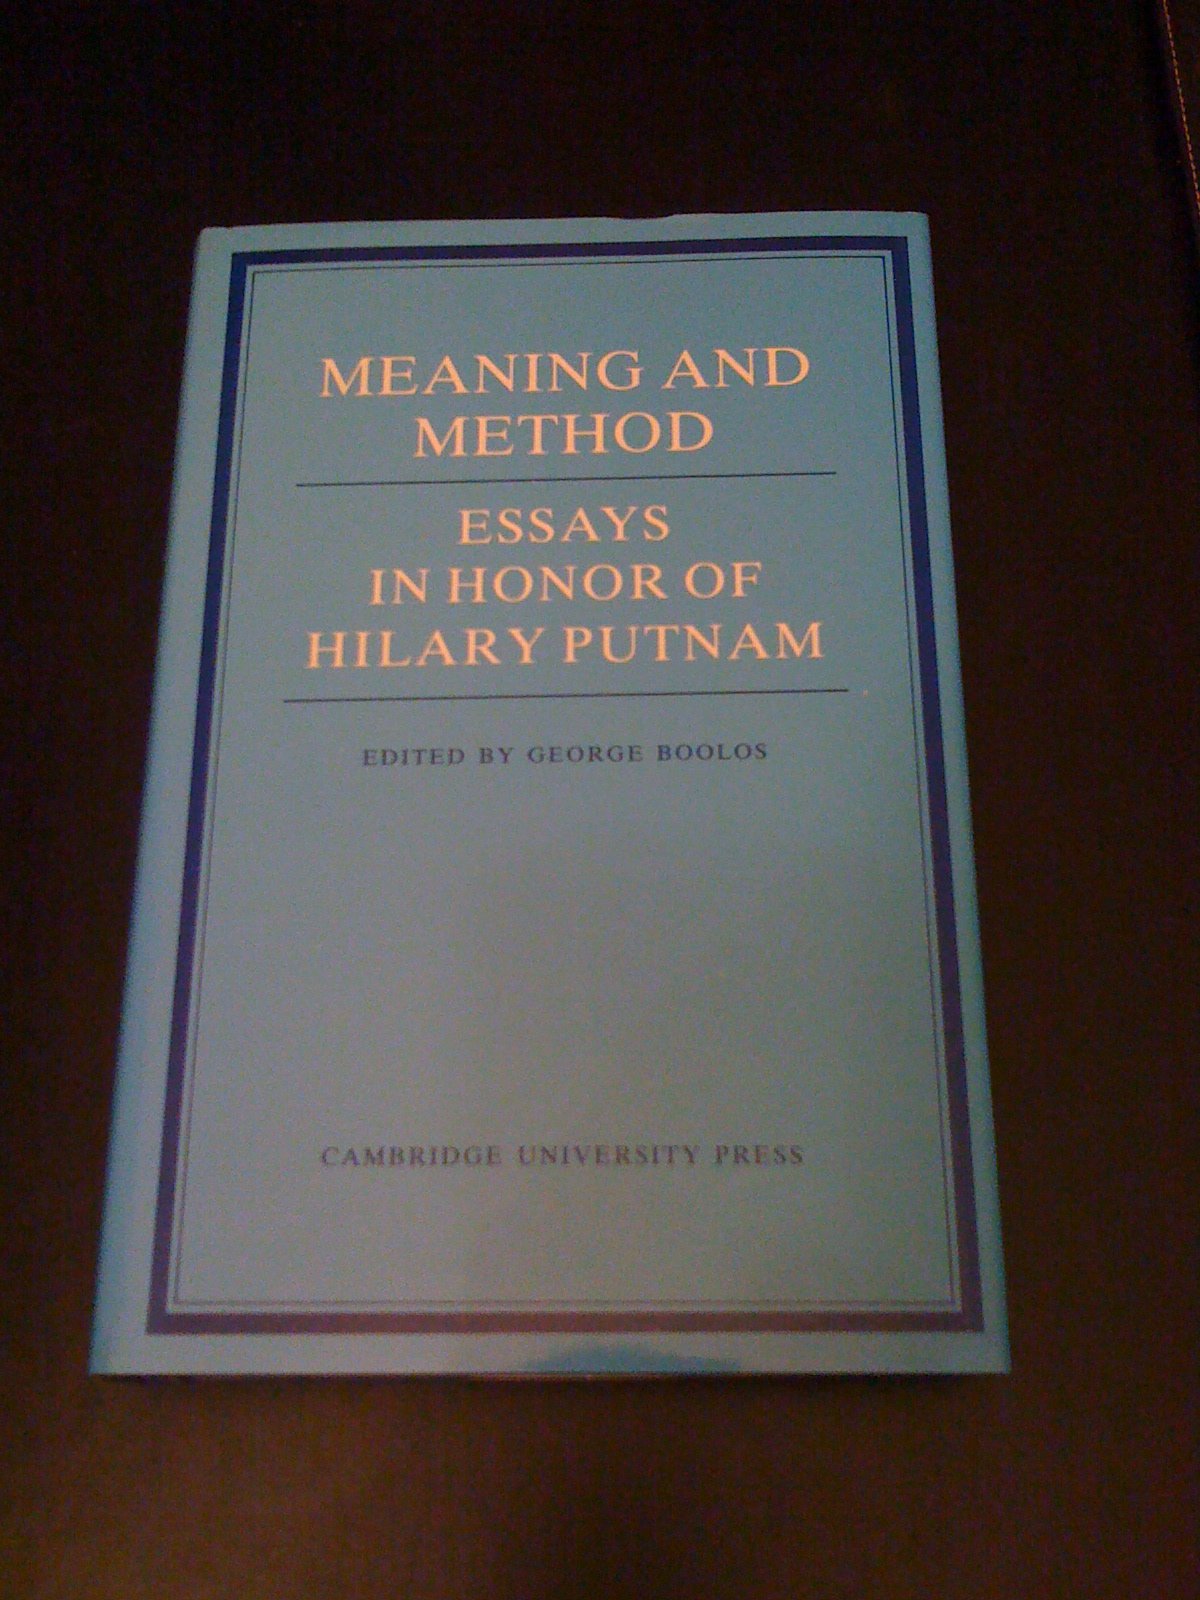 MEANING AND
METHOD
ESSAYS
IN HONOR OF
HILARY PUTNAM
EDITED BY GEORGE BOOLOS
CAMBRIDGE UNIVERSITY PRESS